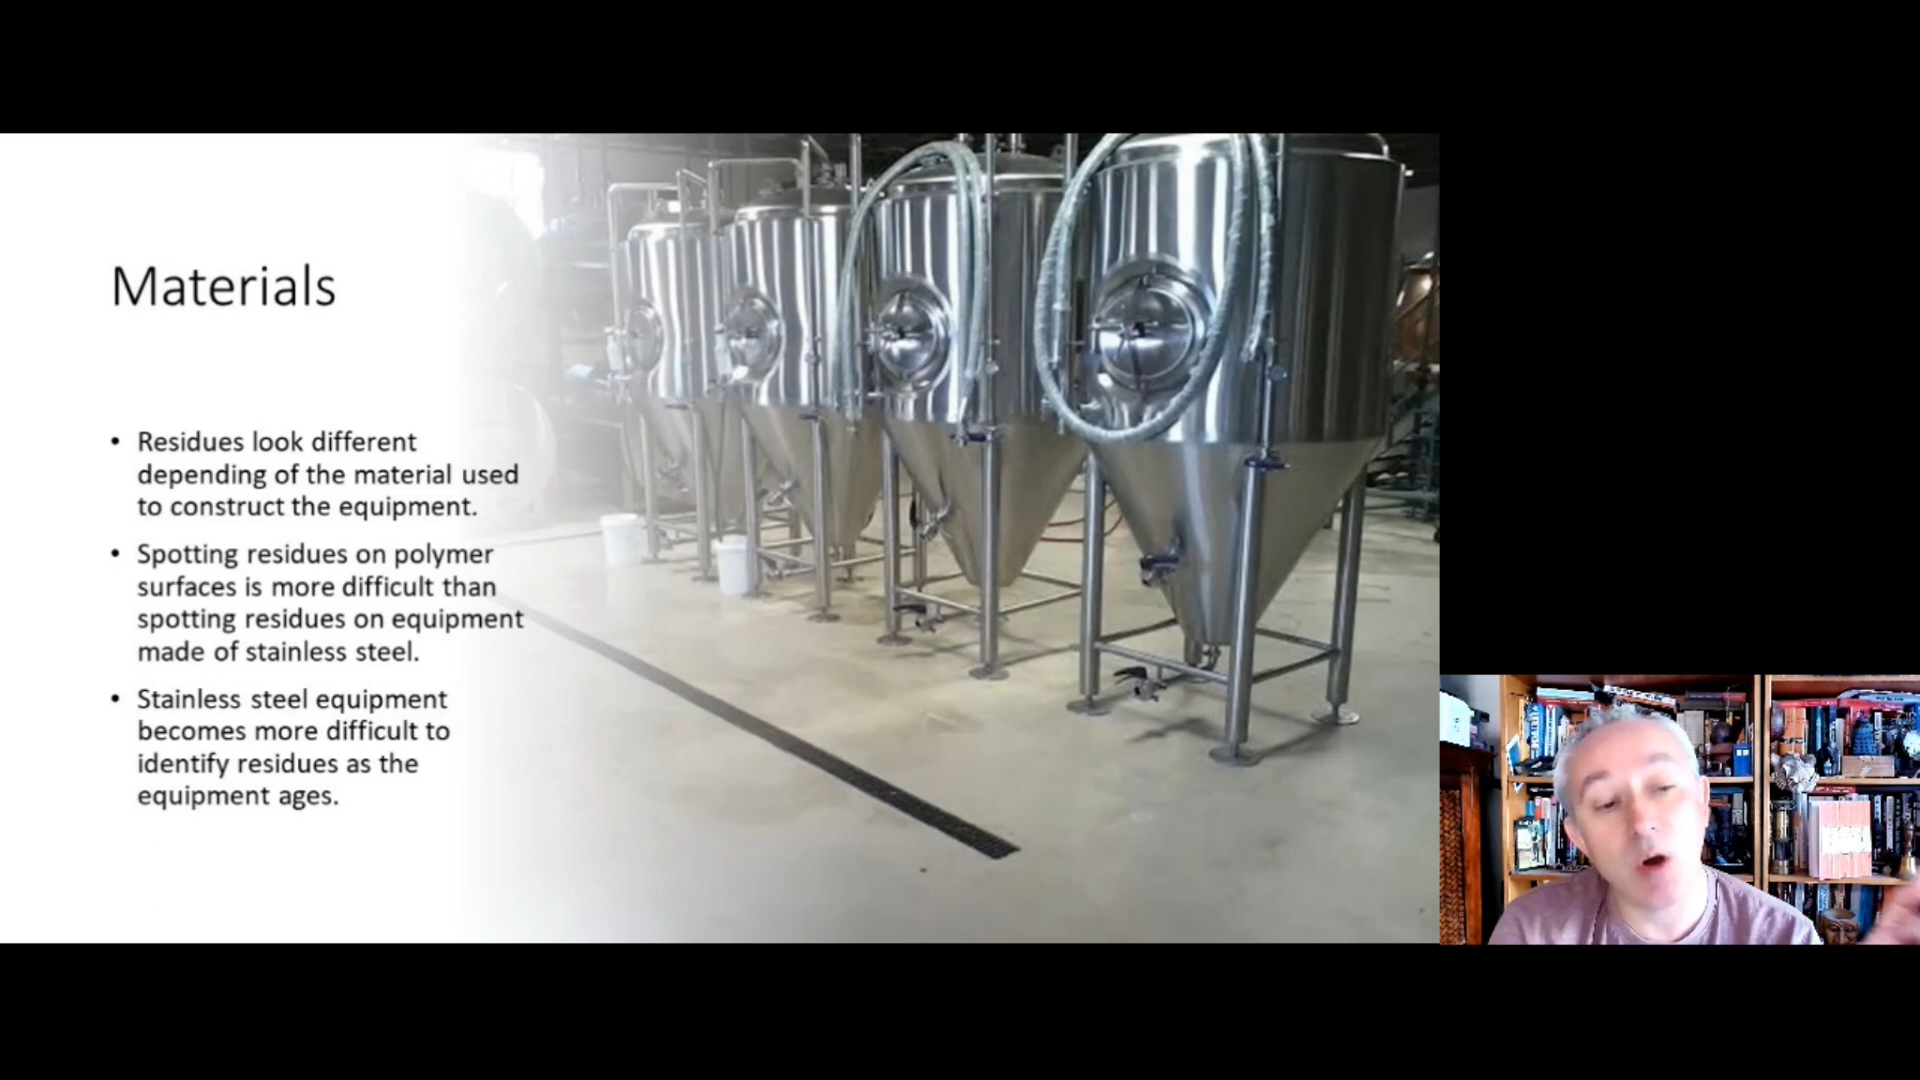 Materials
• Residues look different
depending of the material used
to construct the equipment.
• Spotting residues on polymer
surfaces is more difficult than
spotting residues on equipment
made of stainless steel.
• Stainless steel equipment
becomes more difficult to
identify residues as the
equipment ages.